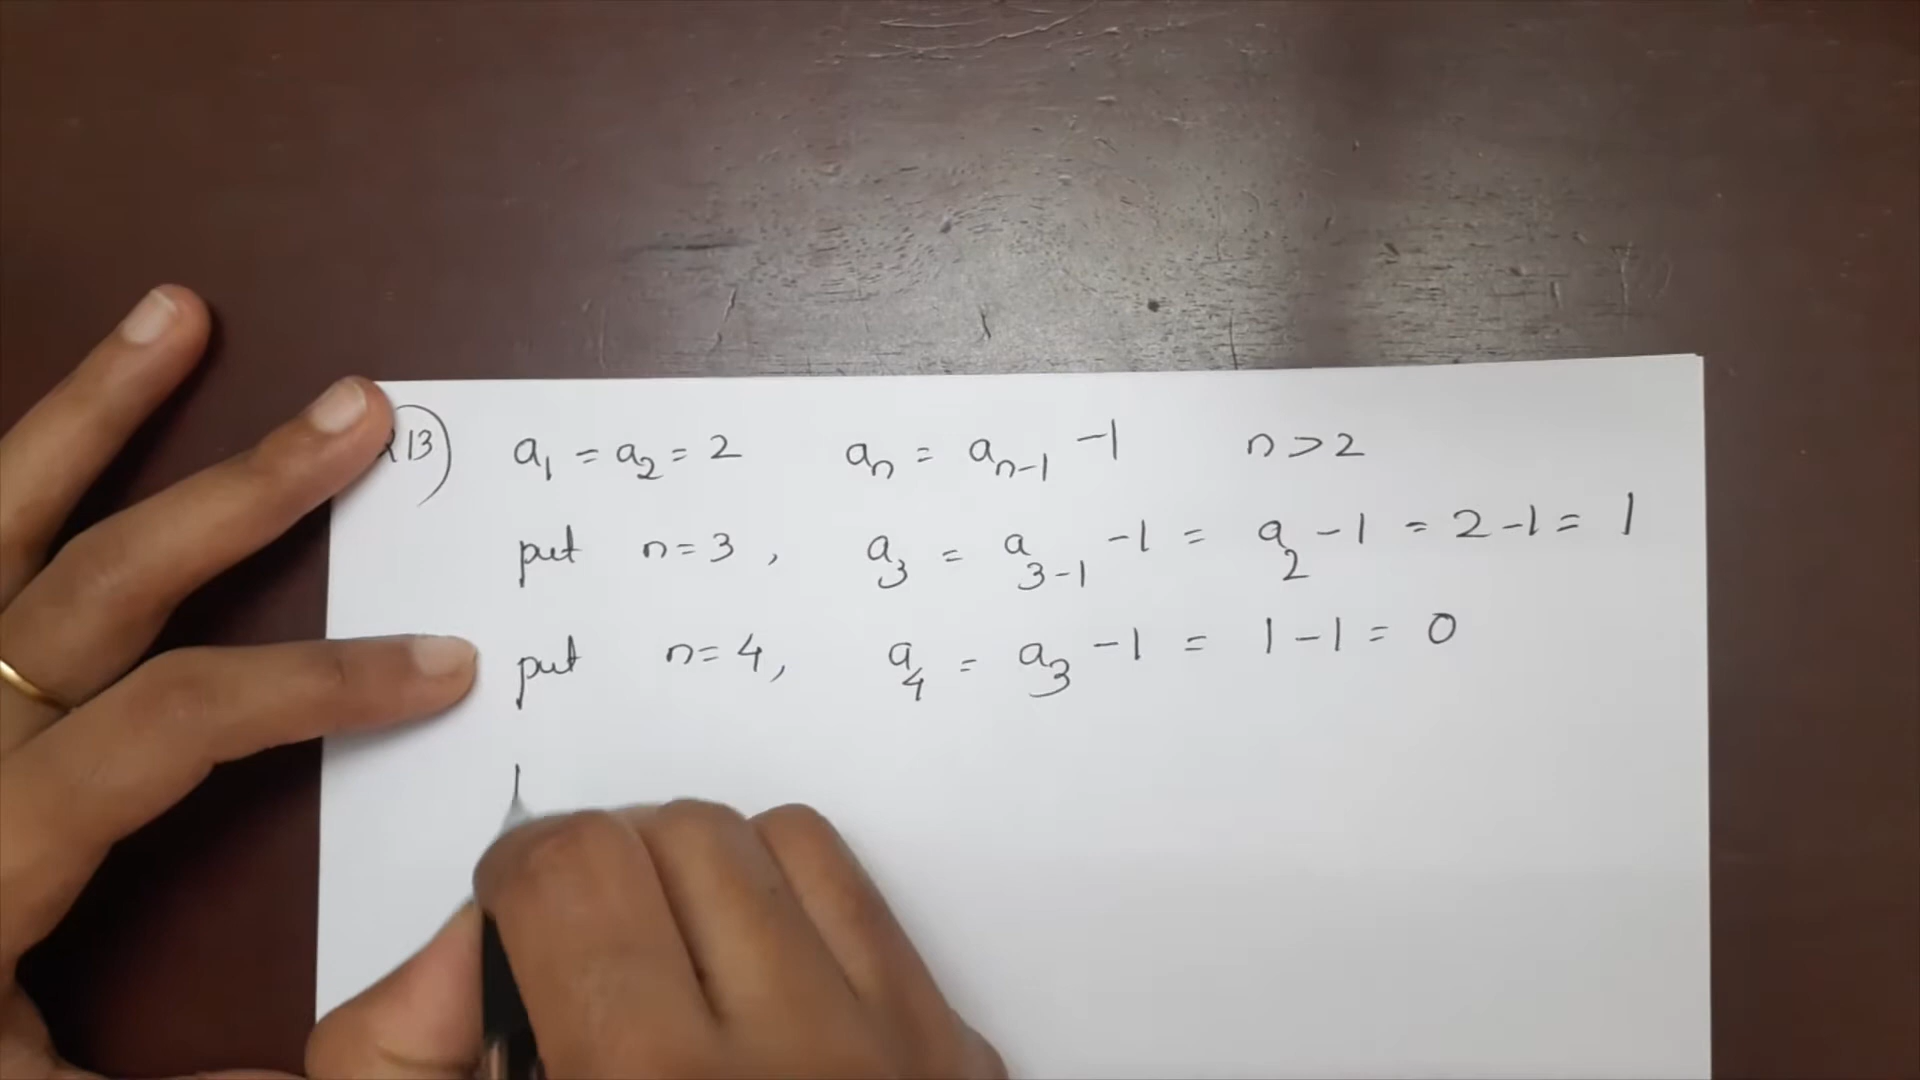 13) a₁ = a₂ = 2 aₙ = aₙ₋₁ -1 n > 2
put n = 3 , a₃ = a₃₋₁ -1 = a₂ - 1 = 2 - 1 = 1
put n = 4 , a₄ = a₃ - 1 = 1 - 1 = 0